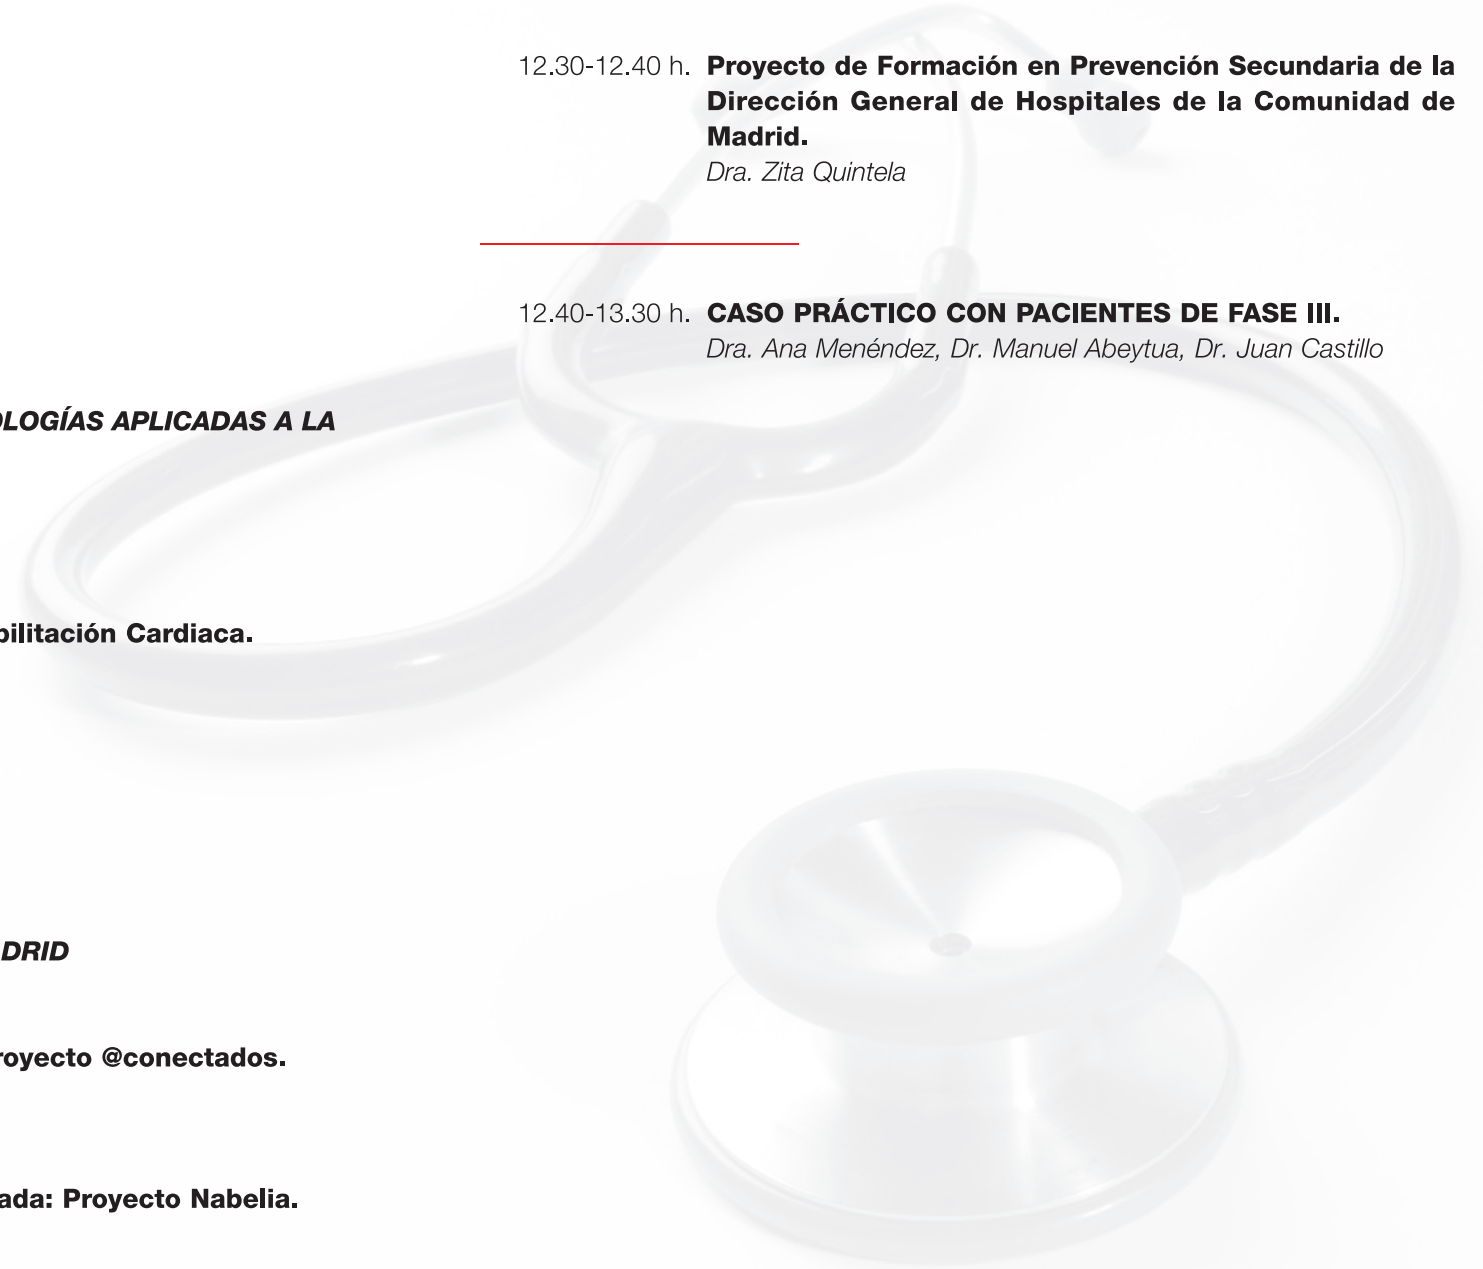 OLOGÍAS APLICADAS A LA
bilitación Cardiaca.
DRID
royecto @conectados.
ada: Proyecto Nabelia.
12.30-12.40 h. Proyecto de Formación en Prevención Secundaria de la
Dirección General de Hospitales de la Comunidad de
Madrid.
Dra. Zita Quintela
12.40-13.30 h. CASO PRÁCTICO CON PACIENTES DE FASE III.
Dra. Ana Menéndez, Dr. Manuel Abeytua, Dr. Juan Castillo